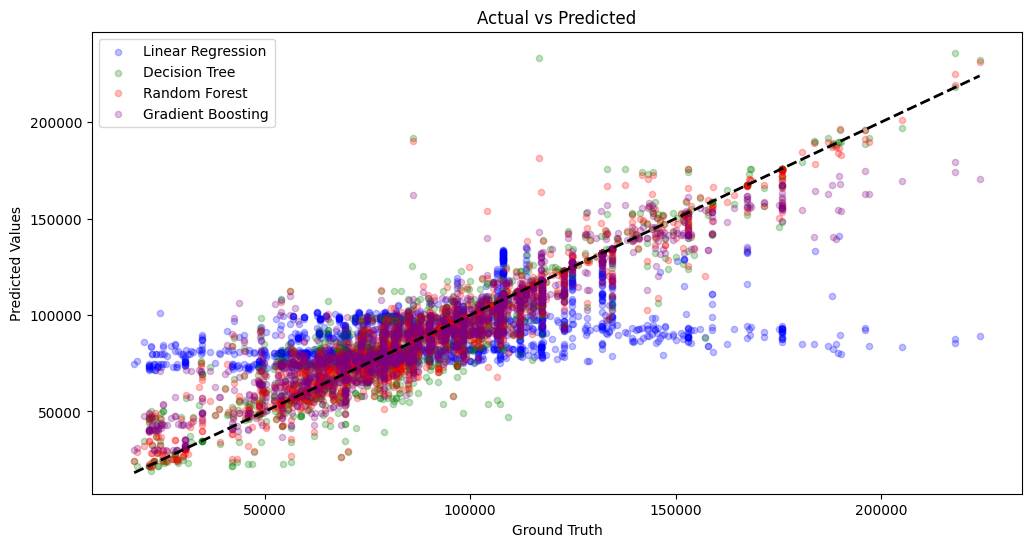 Actual vs Predicted
Linear Regression
Decision Tree
Random Forest
Gradient Boosting
Predicted Values
200000
150000
100000
50000
50000
100000
150000
200000
Ground Truth